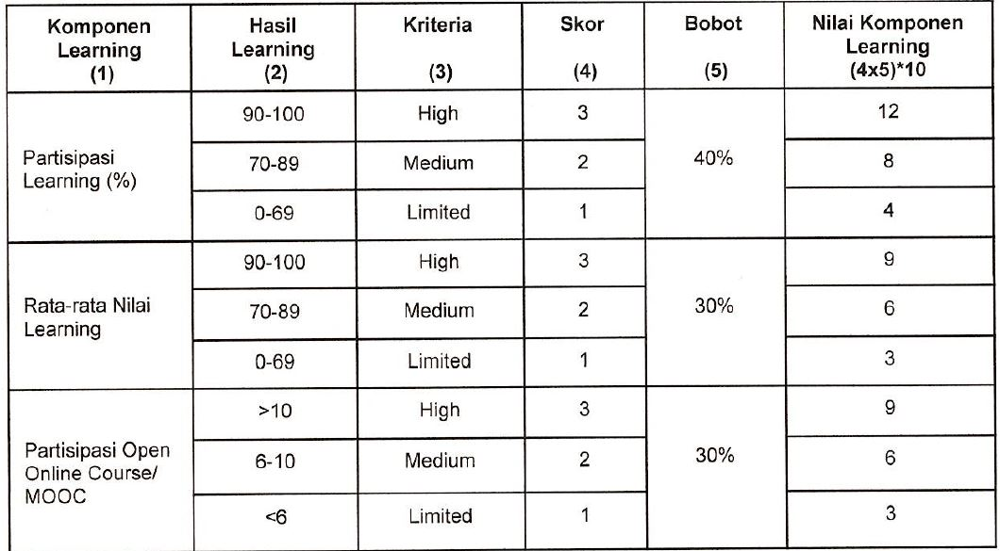 Komponen Learning (1) | Hasil Learning (2) | Kriteria (3) | Skor (4) | Bobot (5) | Nilai Komponen Learning (4x5)*10
Partisipasi Learning (%) | 90-100 | High | 3 | 40% | 12
70-89 | Medium | 2 | 8
0-69 | Limited | 1 | 4
Rata-rata Nilai Learning | 90-100 | High | 3 | 30% | 9
70-89 | Medium | 2 | 6
0-69 | Limited | 1 | 3
Partisipasi Open Online Course/ MOOC | >10 | High | 3 | 30% | 9
6-10 | Medium | 2 | 6
<6 | Limited | 1 | 3